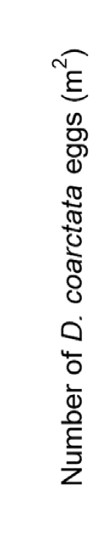 Number of D. coarctata eggs (m²)